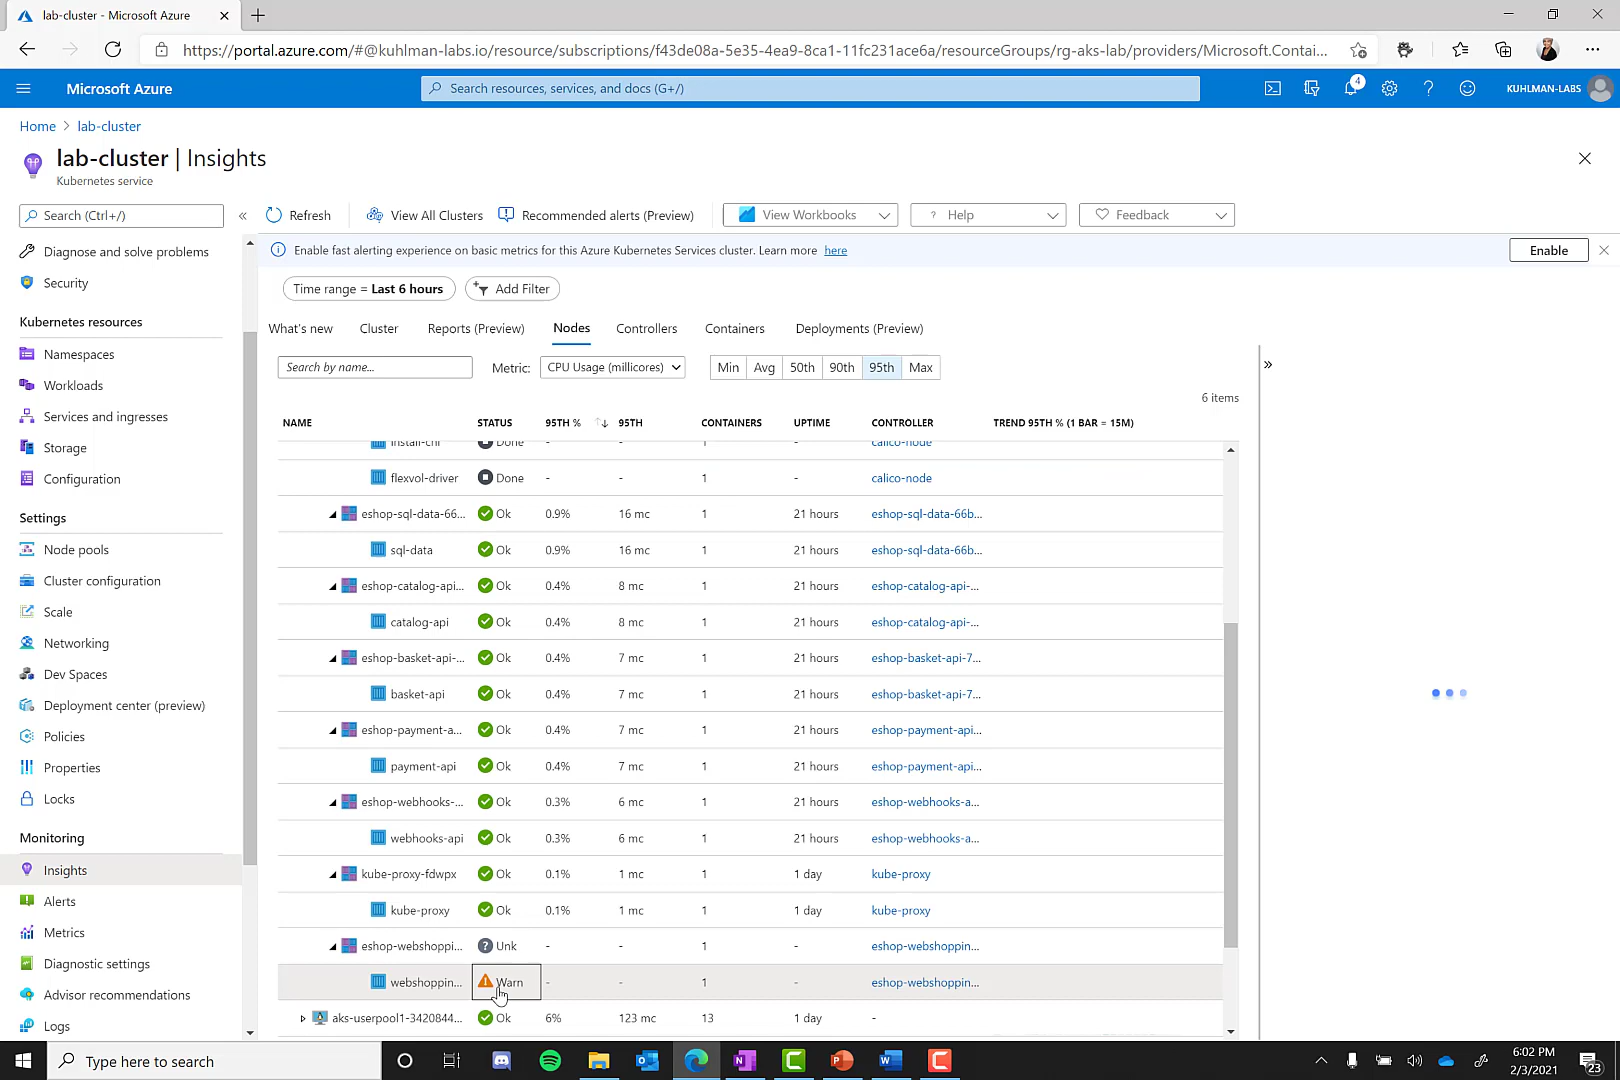 lab-cluster - Microsoft Azure
https://portal.azure.com/#@kuhlman-labs.io/resource/subscriptions/f43de08a-5e35-4ea9-8ca1-11fc231ace6a/resourceGroups/rg-aks-lab/providers/Microsoft.Contai...
Microsoft Azure
Search resources, services, and docs (G+/)
4
KUHLMAN-LABS
Home > lab-cluster
lab-cluster | Insights
Kubernetes service
Search (Ctrl+/)
«
Refresh
View All Clusters
Recommended alerts (Preview)
View Workbooks
? Help
Feedback
Diagnose and solve problems
Security
Kubernetes resources
Namespaces
Workloads
Services and ingresses
Storage
Configuration
Settings
Node pools
Cluster configuration
Scale
Networking
Dev Spaces
Deployment center (preview)
Policies
Properties
Locks
Monitoring
Insights
Alerts
Metrics
Diagnostic settings
Advisor recommendations
Logs
Enable fast alerting experience on basic metrics for this Azure Kubernetes Services cluster. Learn more here
Enable
Time range = Last 6 hours
Add Filter
What's new Cluster Reports (Preview) Nodes Controllers Containers Deployments (Preview)
Search by name...
Metric: CPU Usage (millicores)
Min Avg 50th 90th 95th Max
»
6 items
NAME STATUS 95TH % 95TH CONTAINERS UPTIME CONTROLLER TREND 95TH % (1 BAR = 15M)
install-cni Done - - 1 - calico-node
flexvol-driver Done - - 1 - calico-node
eshop-sql-data-66... Ok 0.9% 16 mc 1 21 hours eshop-sql-data-66b...
sql-data Ok 0.9% 16 mc 1 21 hours eshop-sql-data-66b...
eshop-catalog-api... Ok 0.4% 8 mc 1 21 hours eshop-catalog-api-...
catalog-api Ok 0.4% 8 mc 1 21 hours eshop-catalog-api-...
eshop-basket-api-... Ok 0.4% 7 mc 1 21 hours eshop-basket-api-7...
basket-api Ok 0.4% 7 mc 1 21 hours eshop-basket-api-7...
eshop-payment-a... Ok 0.4% 7 mc 1 21 hours eshop-payment-api...
payment-api Ok 0.4% 7 mc 1 21 hours eshop-payment-api...
eshop-webhooks-... Ok 0.3% 6 mc 1 21 hours eshop-webhooks-a...
webhooks-api Ok 0.3% 6 mc 1 21 hours eshop-webhooks-a...
kube-proxy-fdwpx Ok 0.1% 1 mc 1 1 day kube-proxy
kube-proxy Ok 0.1% 1 mc 1 1 day kube-proxy
eshop-webshoppi... Unk - - 1 - eshop-webshoppin...
webshoppin... Warn - - 1 - eshop-webshoppin...
aks-userpool1-3420844... Ok 6% 123 mc 13 1 day -
Type here to search
6:02 PM
2/3/2021
23